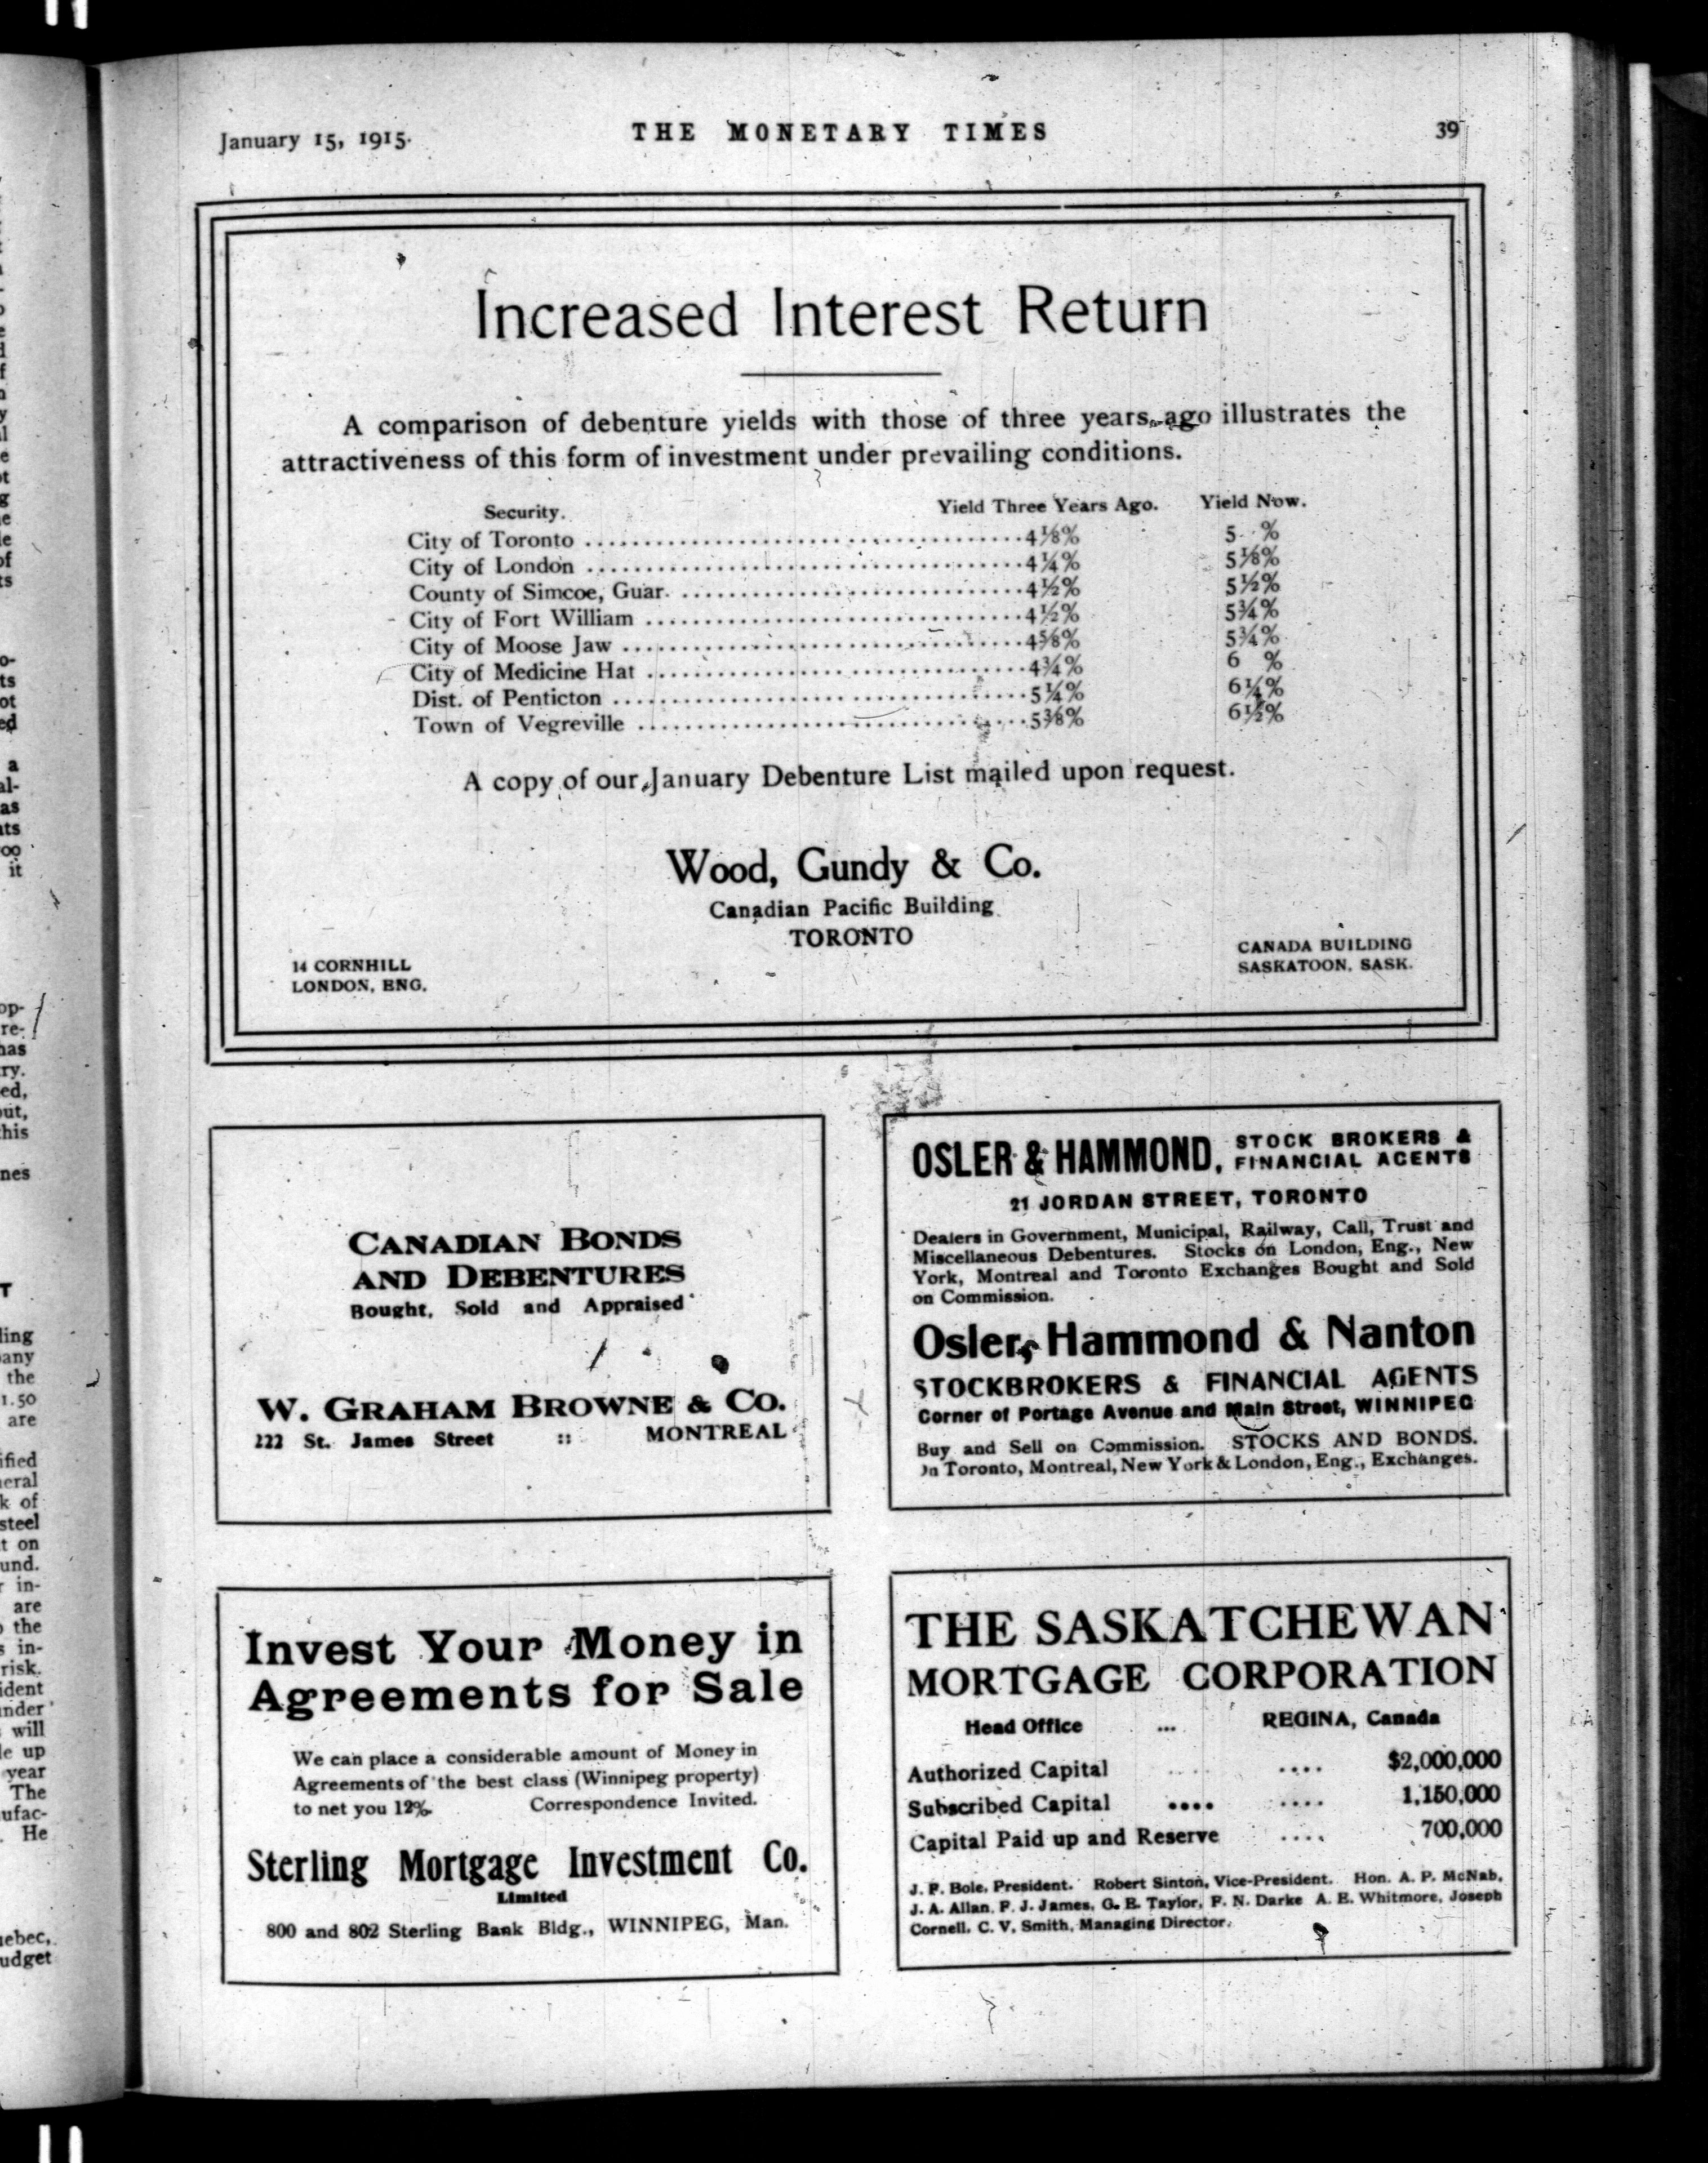 January 15, 1915.
THE MONETARY TIMES
39
Increased Interest Return
A comparison of debenture yields with those of three years ago illustrates the
attractiveness of this form of investment under prevailing conditions.
Security. Yield Three Years Ago. Yield Now.
City of Toronto ........ 4⅛% 5 %
City of London ........ 4¼% 5⅛%
County of Simcoe, Guar. ........ 4½% 5½%
City of Fort William ........ 4½% 5¾%
City of Moose Jaw ........ 4⅝% 5¾%
City of Medicine Hat ........ 4¾% 6 %
Dist. of Penticton ........ 5¼% 6¼%
Town of Vegreville ........ 5⅜% 6½%
A copy of our January Debenture List mailed upon request.
Wood, Gundy & Co.
Canadian Pacific Building
TORONTO
14 CORNHILL
LONDON, ENG.
CANADA BUILDING
SASKATOON, SASK.
CANADIAN BONDS
AND DEBENTURES
Bought, Sold and Appraised
W. GRAHAM BROWNE & CO.
222 St. James Street :: MONTREAL
OSLER & HAMMOND, STOCK BROKERS &
FINANCIAL AGENTS
21 JORDAN STREET, TORONTO
Dealers in Government, Municipal, Railway, Call, Trust and
Miscellaneous Debentures. Stocks on London, Eng., New
York, Montreal and Toronto Exchanges Bought and Sold
on Commission.
Osler, Hammond & Nanton
STOCKBROKERS & FINANCIAL AGENTS
Corner of Portage Avenue and Main Street, WINNIPEG
Buy and Sell on Commission. STOCKS AND BONDS.
In Toronto, Montreal, New York & London, Eng., Exchanges.
Invest Your Money in
Agreements for Sale
We can place a considerable amount of Money in
Agreements of the best class (Winnipeg property)
to net you 12%. Correspondence Invited.
Sterling Mortgage Investment Co.
Limited
800 and 802 Sterling Bank Bldg., WINNIPEG, Man.
THE SASKATCHEWAN
MORTGAGE CORPORATION
Head Office ... REGINA, Canada
Authorized Capital .... .... $2,000,000
Subscribed Capital .... .... 1,150,000
Capital Paid up and Reserve .... 700,000
J. F. Bole, President. Robert Sinton, Vice-President. Hon. A. P. McNab,
J. A. Allan, P. J. James, G. E. Taylor, F. N. Darke A. E. Whitmore, Joseph
Cornell, C. V. Smith, Managing Director.